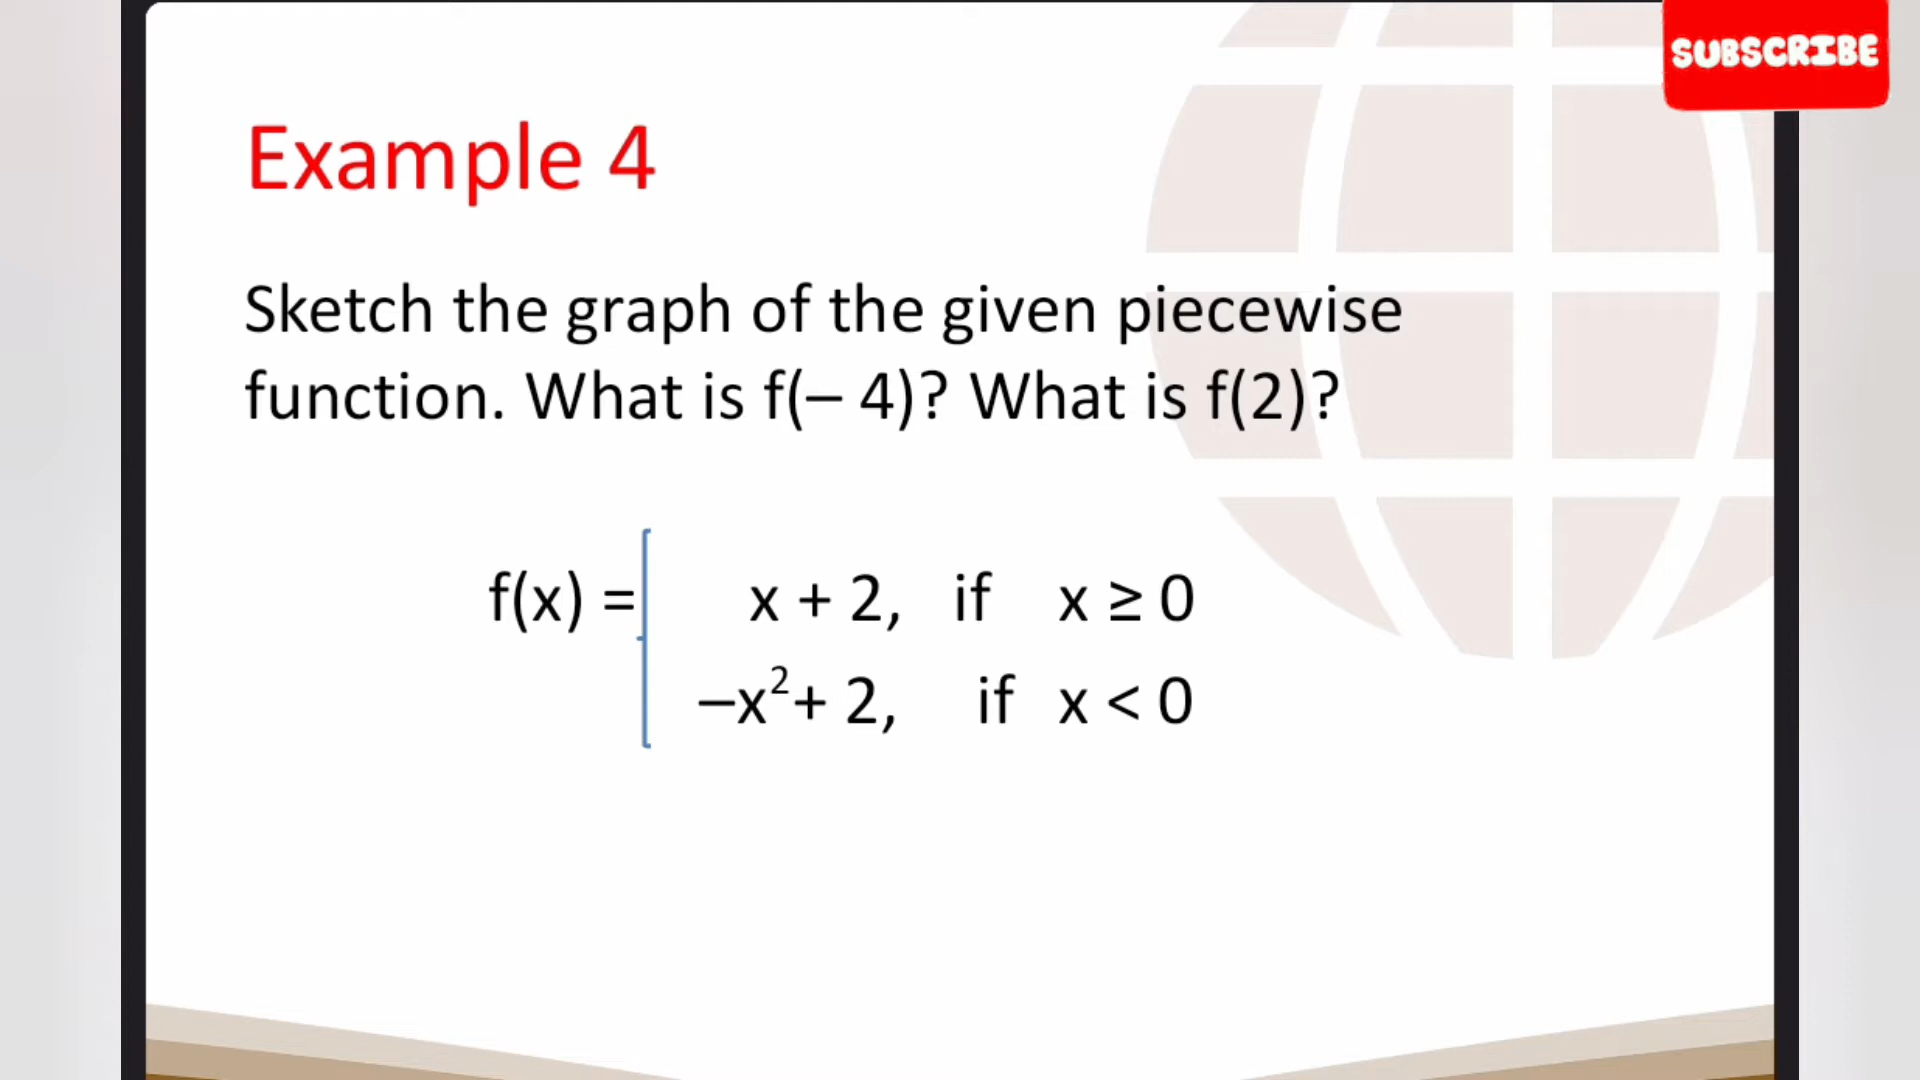 SUBSCRIBE
Example 4
Sketch the graph of the given piecewise
function. What is f(– 4)? What is f(2)?
f(x) = x + 2, if x ≥ 0
–x²+ 2, if x < 0